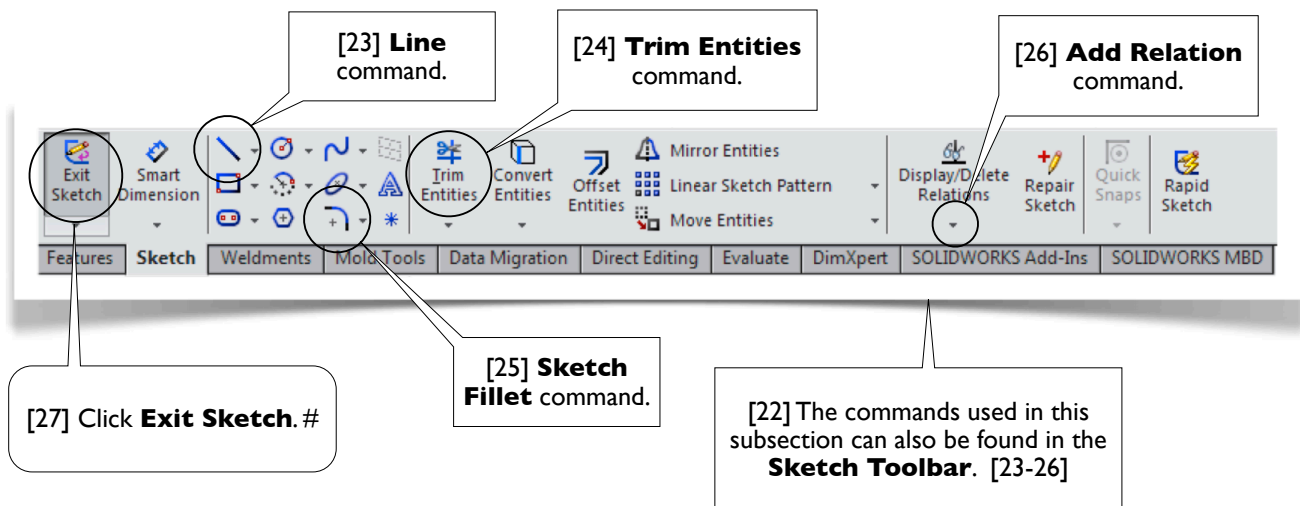 [23] Line
command.
[24] Trim Entities
command.
[26] Add Relation
command.
Exit
Sketch
Smart
Dimension
Trim
Entities
Convert
Entities
Offset
Entities
Mirror Entities
Linear Sketch Pattern
Move Entities
Display/Delete
Relations
Repair
Sketch
Quick
Snaps
Rapid
Sketch
Features
Sketch
Weldments
Mold Tools
Data Migration
Direct Editing
Evaluate
DimXpert
SOLIDWORKS Add-Ins
SOLIDWORKS MBD
[27] Click Exit Sketch. #
[25] Sketch
Fillet command.
[22] The commands used in this
subsection can also be found in the
Sketch Toolbar. [23-26]